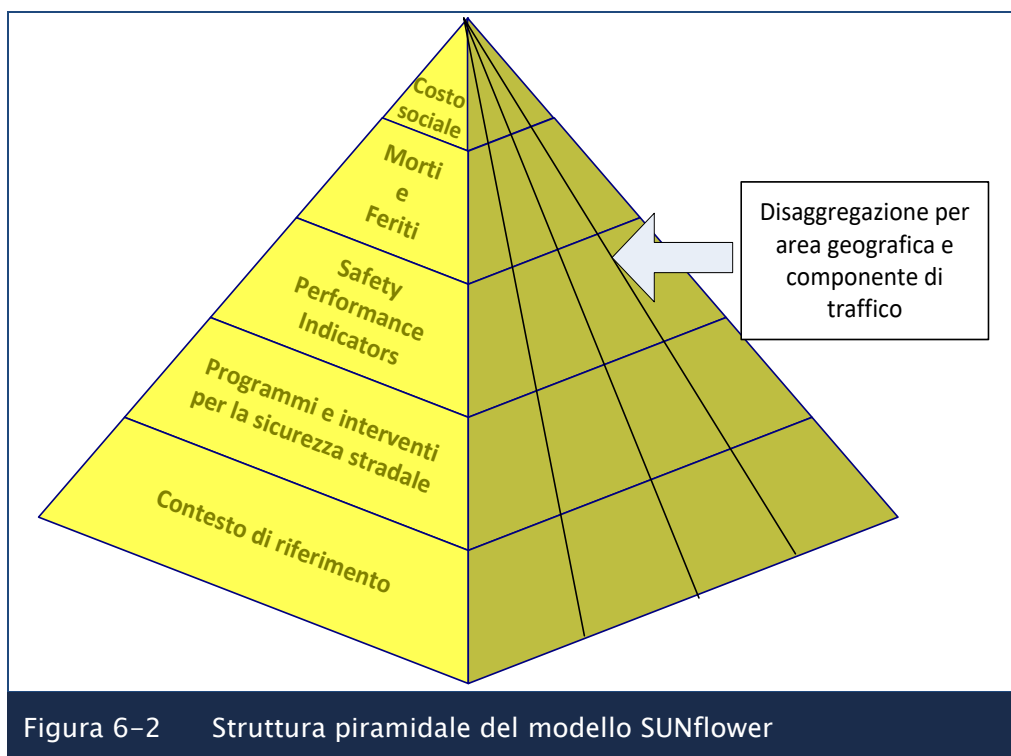 Costo
sociale
Morti
e
Feriti
Safety
Performance
Indicators
Programmi e interventi
per la sicurezza stradale
Contesto di riferimento
Disaggregazione per
area geografica e
componente di
traffico
Figura 6-2 Struttura piramidale del modello SUNflower